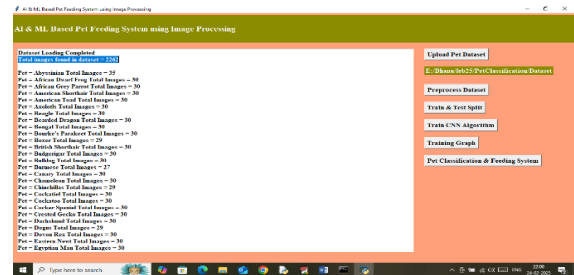 AI & ML Based Pet Feeding System using Image Processing
AI & ML Based Pet Feeding System using Image Processing
Dataset Loading Completed
Total images found in dataset = 2262
Pet = Abyssinian Total Images = 35
Pet = African Dwarf Frog Total Images = 30
Pet = African Grey Parrot Total Images = 30
Pet = American Shorthair Total Images = 30
Pet = American Toad Total Images = 30
Pet = Axolotls Total Images = 30
Pet = Beagle Total Images = 30
Pet = Bearded Dragon Total Images = 30
Pet = Bengal Total Images = 30
Pet = Bourke's Parakeet Total Images = 30
Pet = Boxer Total Images = 29
Pet = British Shorthair Total Images = 30
Pet = Budgerigar Total Images = 30
Pet = Bulldog Total Images = 30
Pet = Burmese Total Images = 27
Pet = Canary Total Images = 30
Pet = Chameleon Total Images = 30
Pet = Chinchillas Total Images = 29
Pet = Cockatiel Total Images = 30
Pet = Cockatoo Total Images = 30
Pet = Cocker Spaniel Total Images = 30
Pet = Crested Gecko Total Images = 30
Pet = Dachshund Total Images = 30
Pet = Degus Total Images = 29
Pet = Devon Rex Total Images = 30
Pet = Eastern Newt Total Images = 30
Pet = Egyptian Mau Total Images = 30
Upload Pet Dataset
E:/Dhanu/feb25/PetClassification/Dataset
Preprocess Dataset
Train & Test Split
Train CNN Algorithm
Training Graph
Pet Classification & Feeding System
Type here to search
ENG
22:00
24-02-2025